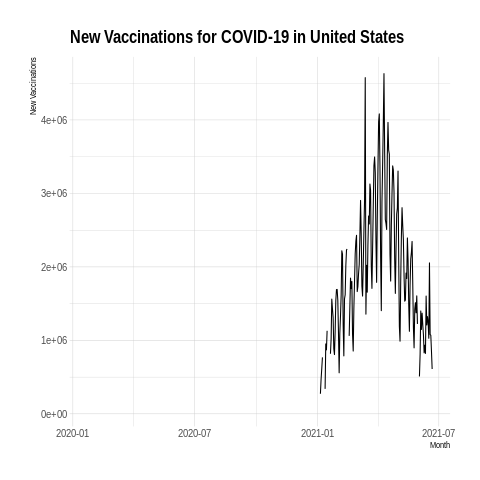 New Vaccinations for COVID-19 in United States
New Vaccinations
4e+06
3e+06
2e+06
1e+06
0e+00
2020-01 2020-07 2021-01 2021-07
Month